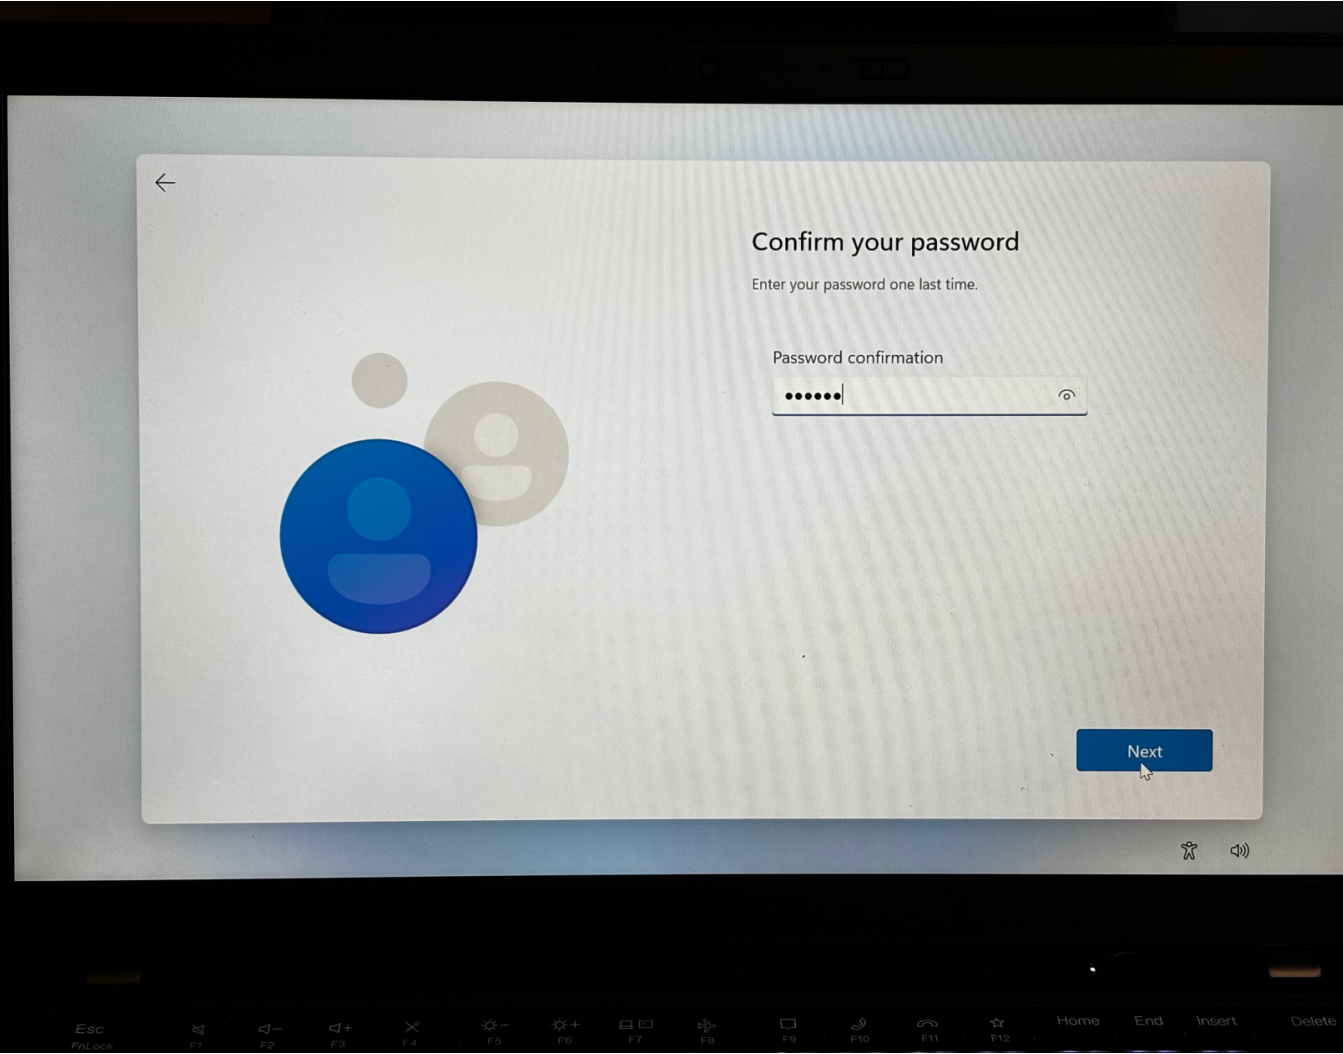 Confirm your password
Enter your password one last time.
Password confirmation
Next
Esc
FnLock
F1
F2
F3
F4
F5
F6
F7
F8
F9
F10
F11
F12
Home
End
Insert
Delete